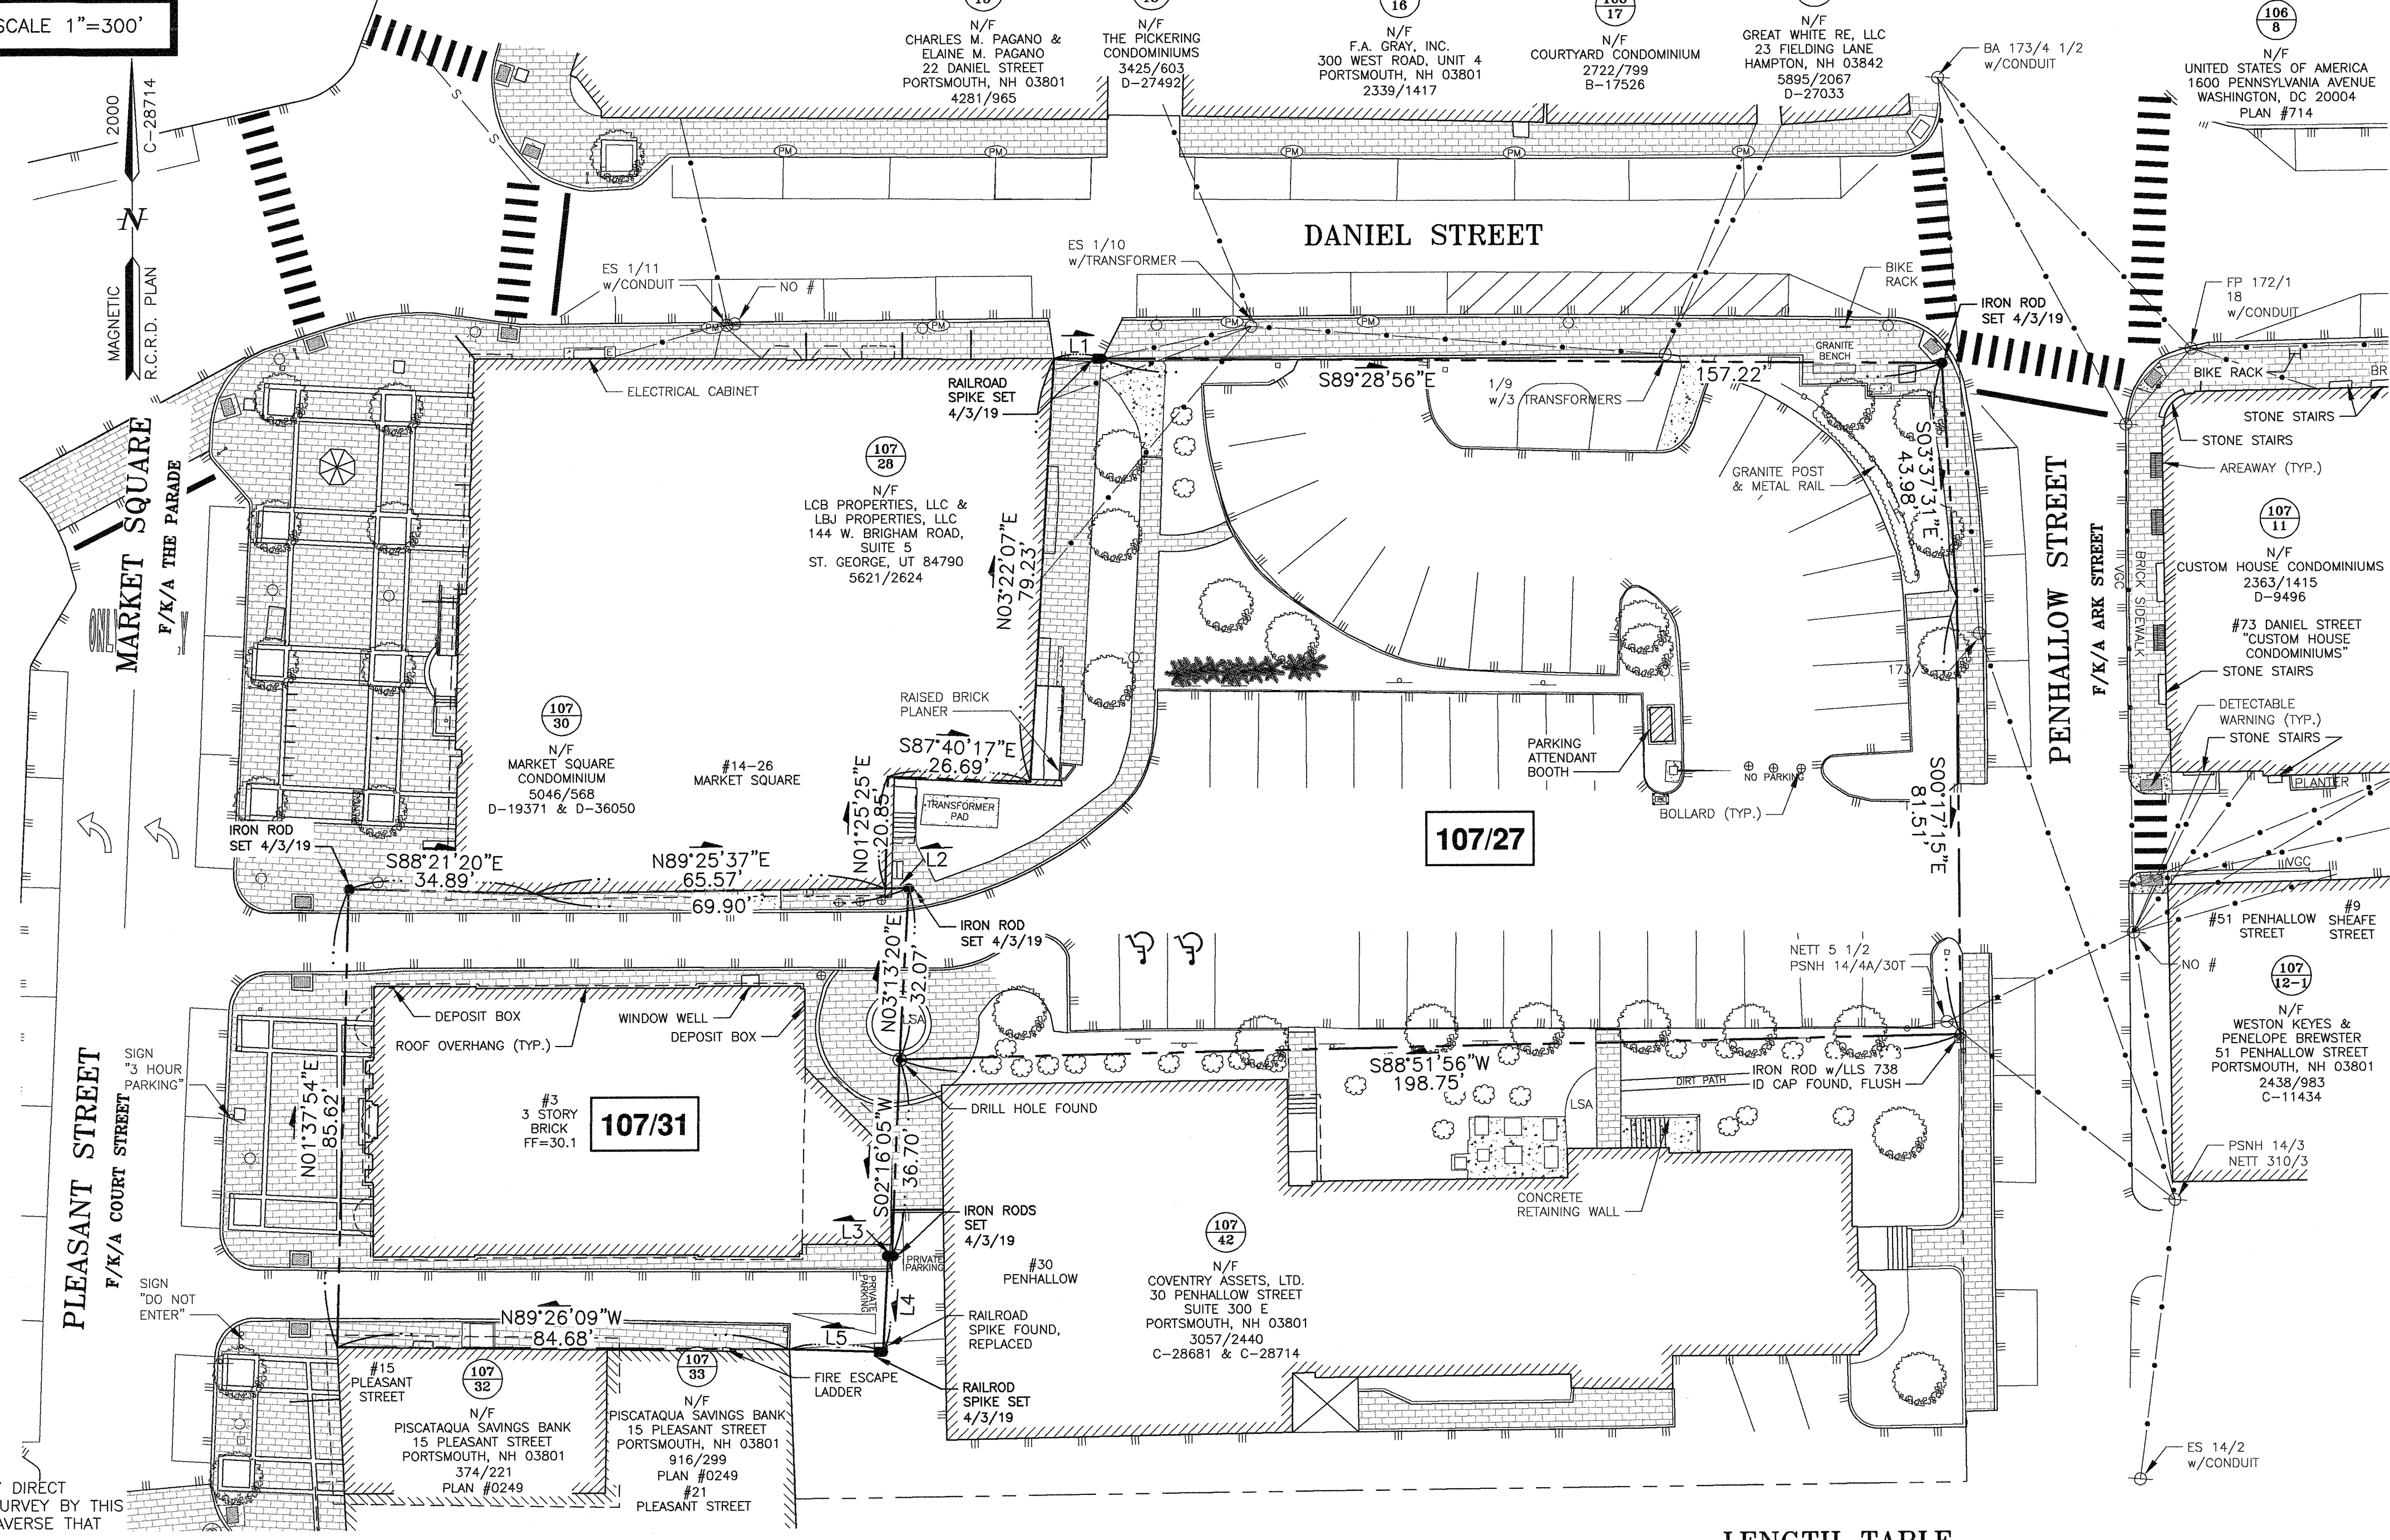 SCALE 1"=300'
2000
C-28714
N
MAGNETIC
R.C.R.D. PLAN
N/F
CHARLES M. PAGANO &
ELAINE M. PAGANO
22 DANIEL STREET
PORTSMOUTH, NH 03801
4281/965
N/F
THE PICKERING
CONDOMINIUMS
3425/603
D-27492
16
N/F
F.A. GRAY, INC.
300 WEST ROAD, UNIT 4
PORTSMOUTH, NH 03801
2339/1417
17
N/F
COURTYARD CONDOMINIUM
2722/799
B-17526
N/F
GREAT WHITE RE, LLC
23 FIELDING LANE
HAMPTON, NH 03842
5895/2067
D-27033
BA 173/4 1/2
w/CONDUIT
106
8
N/F
UNITED STATES OF AMERICA
1600 PENNSYLVANIA AVENUE
WASHINGTON, DC 20004
PLAN #714
S
S
PM
PM
PM
PM
PM
DANIEL STREET
ES 1/11
w/CONDUIT
NO #
ES 1/10
w/TRANSFORMER
BIKE
RACK
IRON ROD
SET 4/3/19
FP 172/1
18
w/CONDUIT
PM
PM
PM
PM
E
ELECTRICAL CABINET
L1
RAILROAD
SPIKE SET
4/3/19
S89°28'56"E
157.22'
1/9
w/3 TRANSFORMERS
GRANITE
BENCH
BIKE RACK
BR
STONE STAIRS
STONE STAIRS
AREAWAY (TYP.)
GRANITE POST
& METAL RAIL
S03°37'31"E
43.98'
MARKET SQUARE
F/K/A THE PARADE
ONLY
107
28
N/F
LCB PROPERTIES, LLC &
LBJ PROPERTIES, LLC
144 W. BRIGHAM ROAD,
SUITE 5
ST. GEORGE, UT 84790
5621/2624
N03°22'07"E
79.23'
PENHALLOW STREET
F/K/A ARK STREET
VGC
BRICK SIDEWALK
107
11
N/F
CUSTOM HOUSE CONDOMINIUMS
2363/1415
D-9496
#73 DANIEL STREET
"CUSTOM HOUSE
CONDOMINIUMS"
STONE STAIRS
173/
DETECTABLE
WARNING (TYP.)
STONE STAIRS
PLANTER
RAISED BRICK
PLANER
107
30
N/F
MARKET SQUARE
CONDOMINIUM
5046/568
D-19371 & D-36050
#14-26
MARKET SQUARE
S87°40'17"E
26.69'
N01°25'25"E
20.85'
TRANSFORMER
PAD
L2
PARKING
ATTENDANT
BOOTH
NO PARKING
BOLLARD (TYP.)
107/27
S00°17'15"E
81.51'
IRON ROD
SET 4/3/19
S88°21'20"E
34.89'
N89°25'37"E
65.57'
69.90'
IRON ROD
SET 4/3/19
N03°13'20"E
32.07'
VGC
#51 PENHALLOW
STREET
#9
SHEAFE
STREET
NO #
NETT 5 1/2
PSNH 14/4A/30T
107
12-1
N/F
WESTON KEYES &
PENELOPE BREWSTER
51 PENHALLOW STREET
PORTSMOUTH, NH 03801
2438/983
C-11434
DEPOSIT BOX
WINDOW WELL
ROOF OVERHANG (TYP.)
DEPOSIT BOX
LSA
PLEASANT STREET
F/K/A COURT STREET
SIGN
"3 HOUR
PARKING"
N01°37'54"E
85.62'
#3
3 STORY
BRICK
FF=30.1
107/31
DRILL HOLE FOUND
S88°51'56"W
198.75'
LSA
DIRT PATH
IRON ROD w/LLS 738
ID CAP FOUND, FLUSH
S02°16'05"W
36.70'
CONCRETE
RETAINING WALL
PSNH 14/3
NETT 310/3
L3
IRON RODS
SET
4/3/19
PRIVATE
PARKING
PRIVATE
PARKING
L4
#30
PENHALLOW
107
42
N/F
COVENTRY ASSETS, LTD.
30 PENHALLOW STREET
SUITE 300 E
PORTSMOUTH, NH 03801
3057/2440
C-28681 & C-28714
SIGN
"DO NOT
ENTER"
N89°26'09"W
84.68'
L5
RAILROAD
SPIKE FOUND,
REPLACED
FIRE ESCAPE
LADDER
RAILROD
SPIKE SET
4/3/19
#15
PLEASANT
STREET
107
32
N/F
PISCATAQUA SAVINGS BANK
15 PLEASANT STREET
PORTSMOUTH, NH 03801
374/221
PLAN #0249
107
33
N/F
PISCATAQUA SAVINGS BANK
15 PLEASANT STREET
PORTSMOUTH, NH 03801
916/299
PLAN #0249
#21
PLEASANT STREET
ES 14/2
w/CONDUIT
DIRECT
URVEY BY THIS
AVERSE THAT
LENGTH TABLE